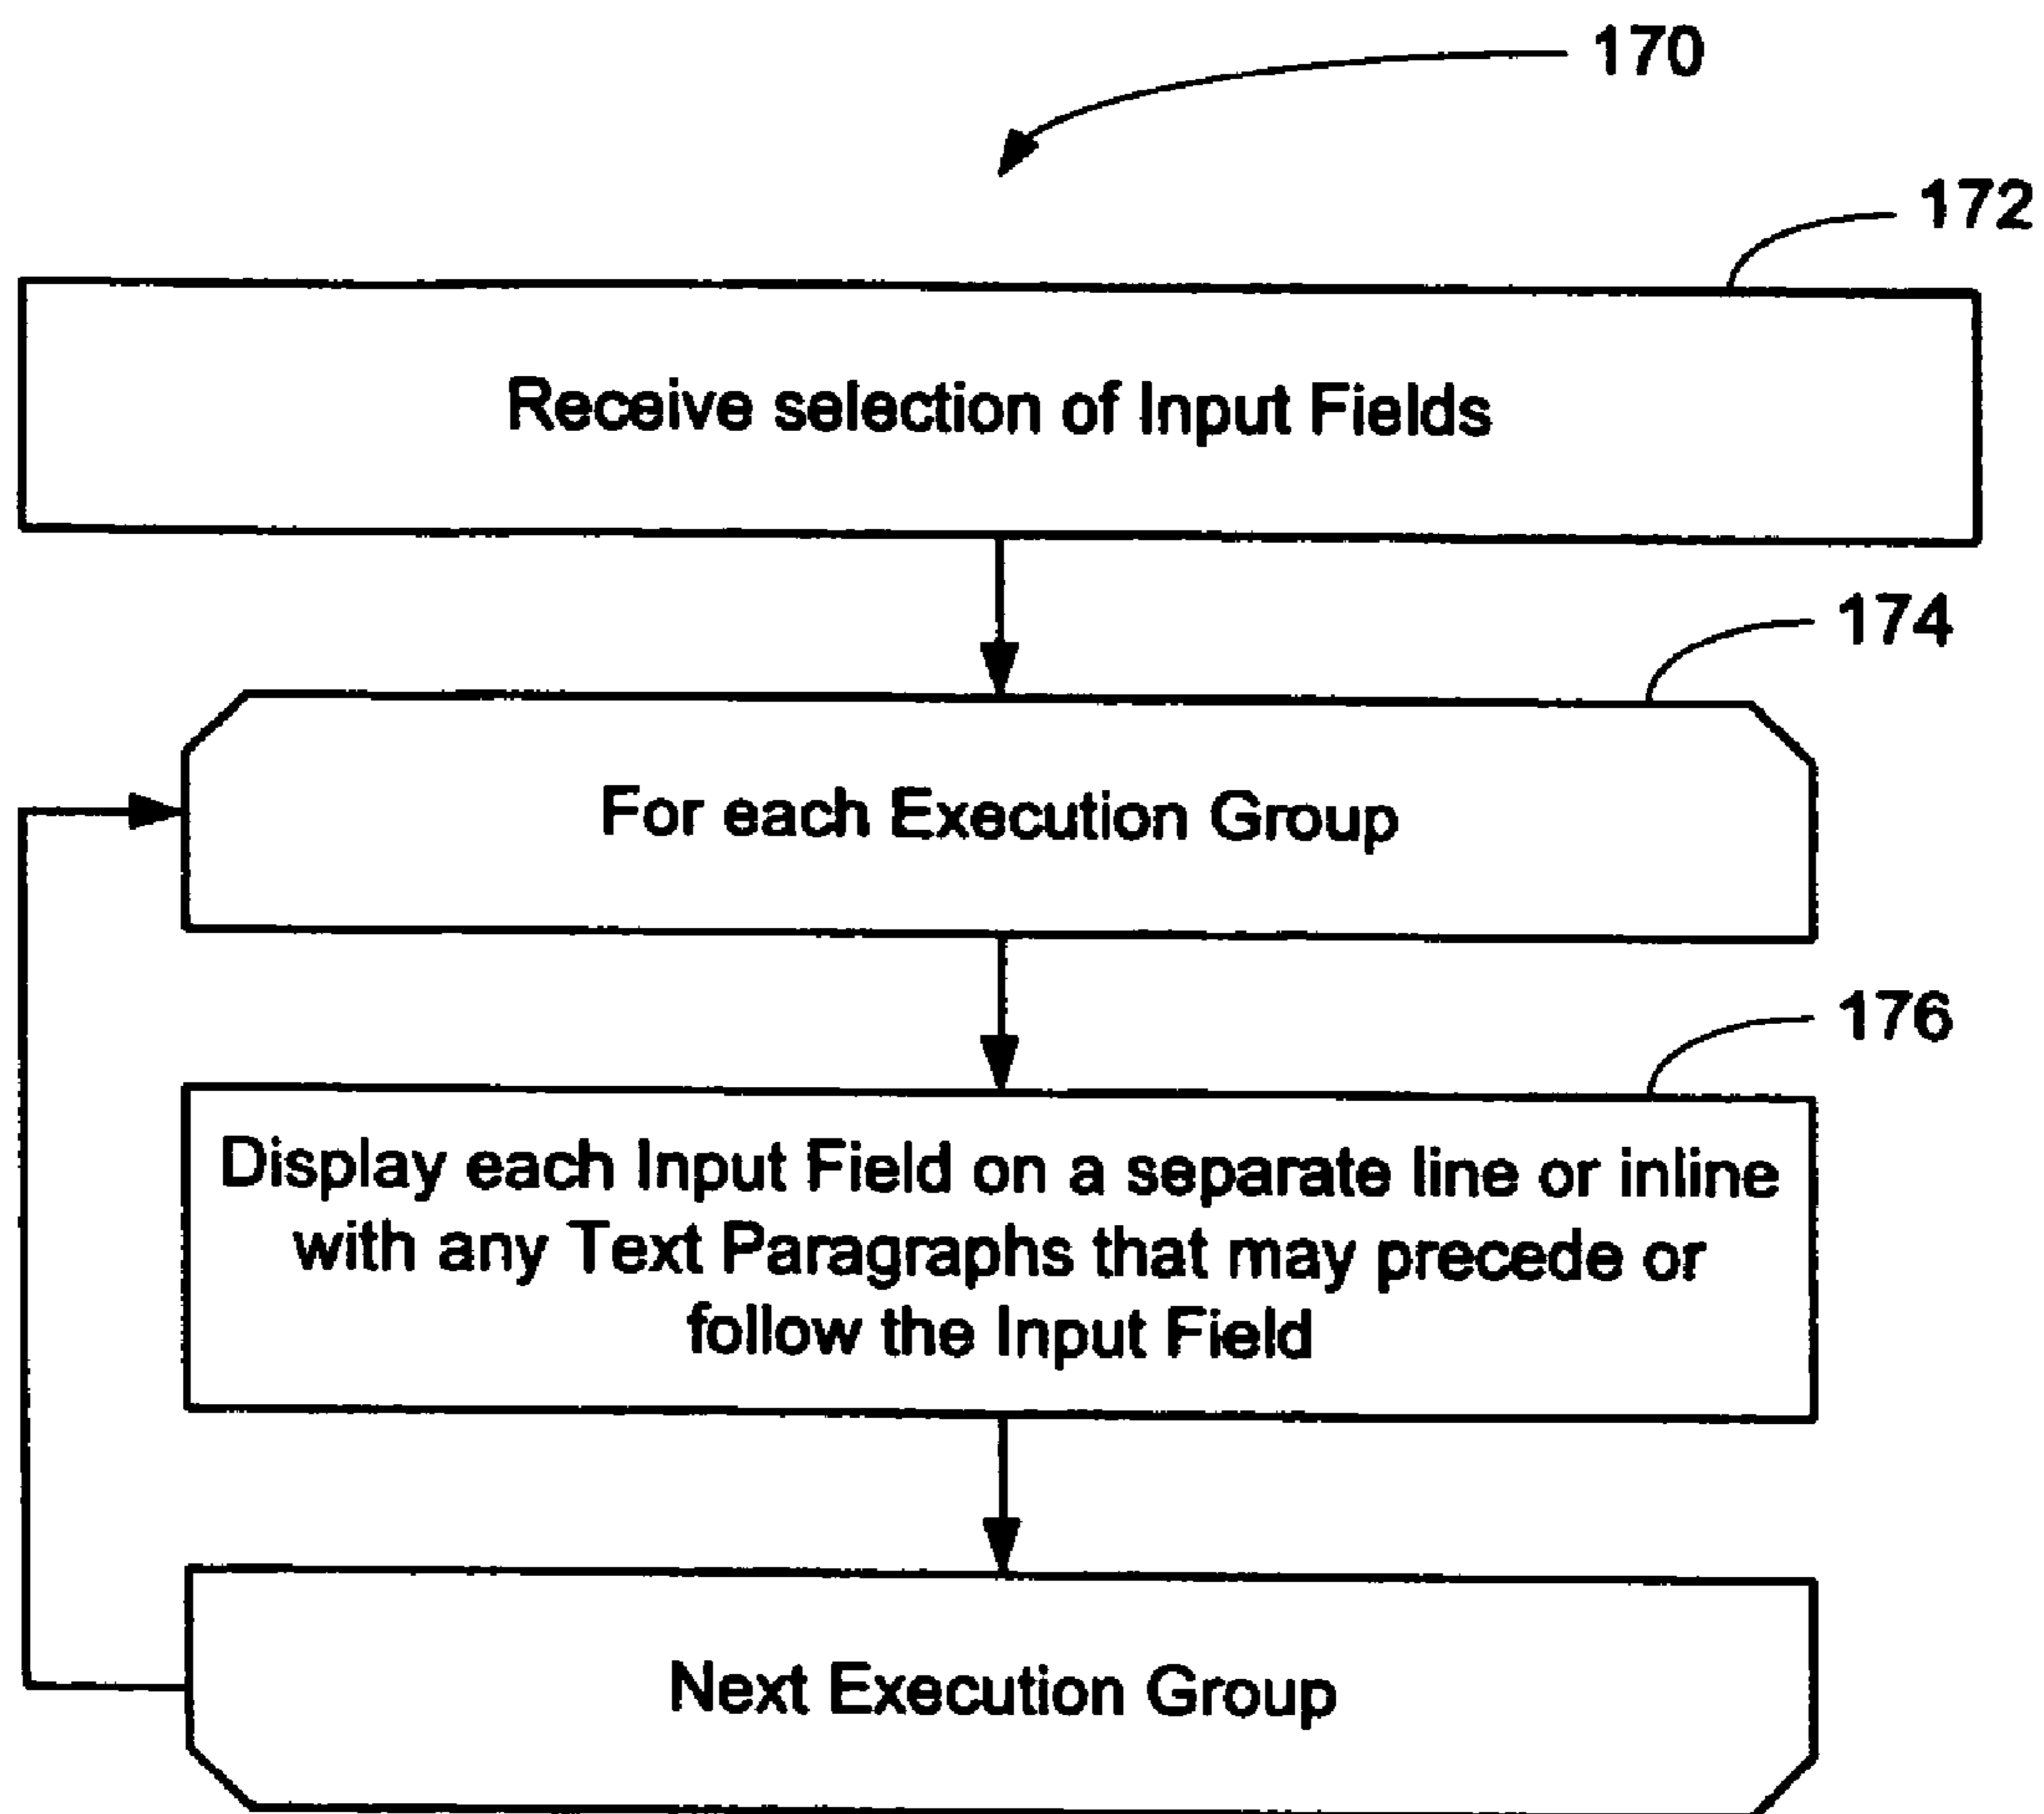 170
172
Receive selection of Input Fields
174
For each Execution Group
176
Display each Input Field on a separate line or inline
with any Text Paragraphs that may precede or
follow the Input Field
Next Execution Group